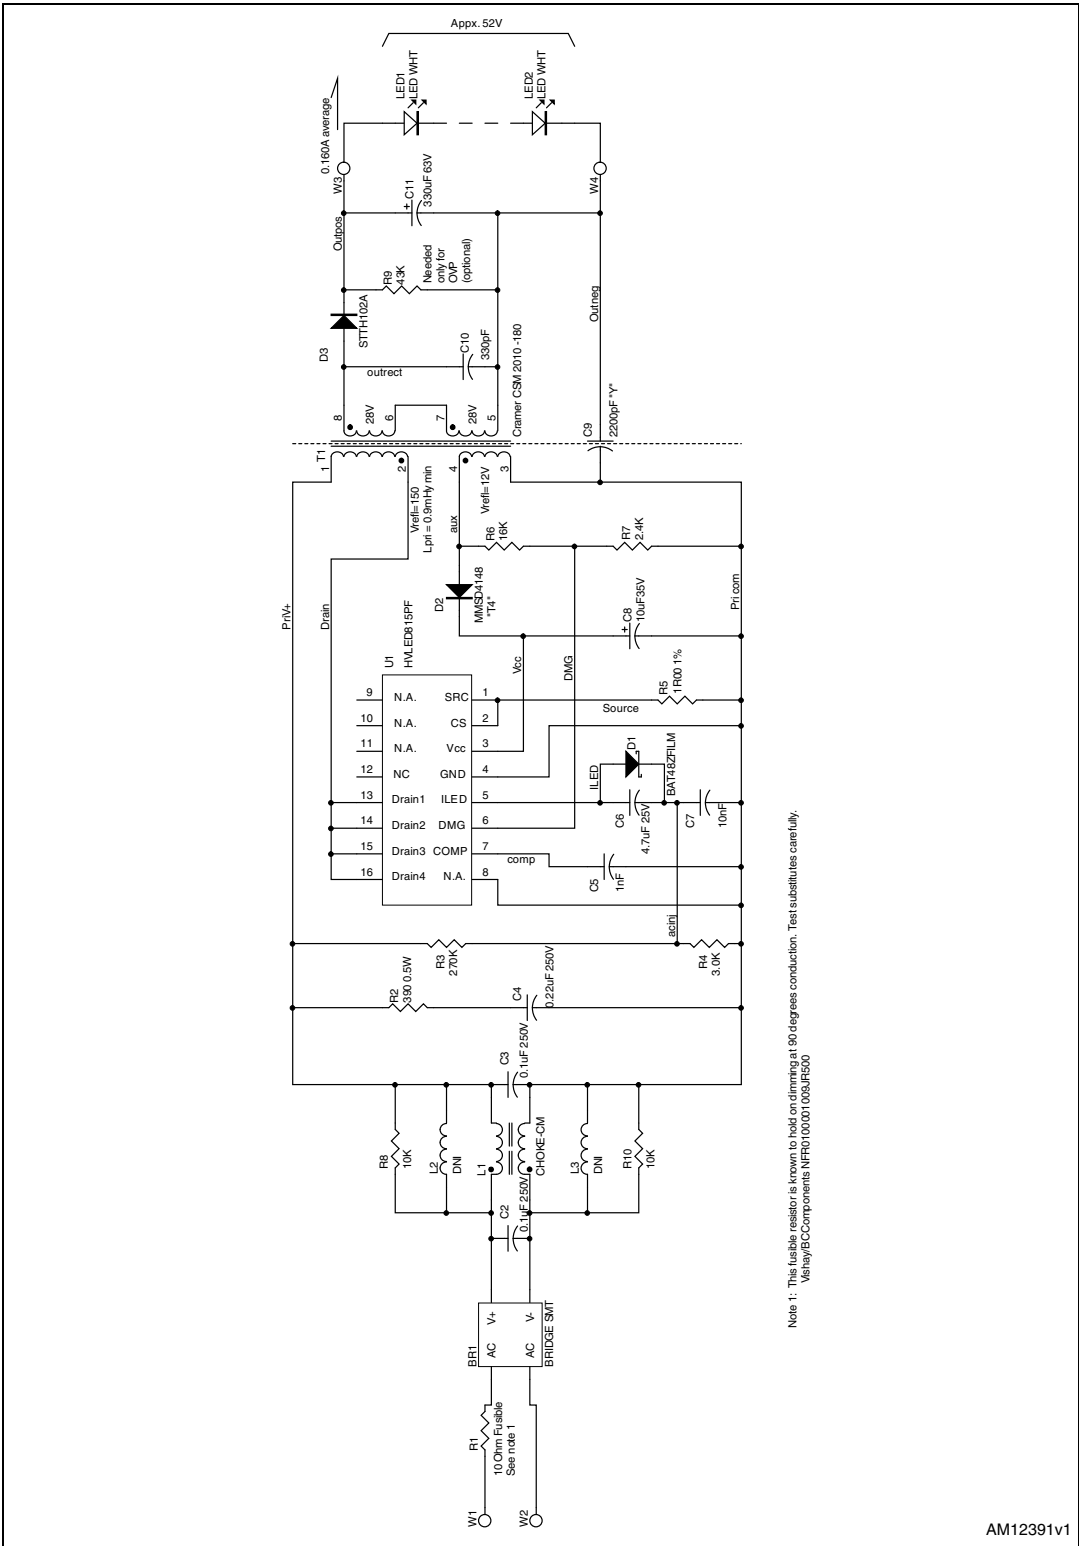 Appx. 52V
LED1
LED WHT
LED2
LED WHT
0.160A average
W3
W4
Outpos
+ C11
330uF 63V
R9
43K
Needed
only for
OVP
(optional)
D3
STTH102A
outrect
C10
330pF
Outneg
8
28V
6
7
28V
5
Cramer CSM 2010 -180
C9
2200pF "Y"
T1
1
2
4
3
Vrefl=150
Lpri = 0.9mHy min
Vrefl=12V
aux
R6
16K
R7
2.4K
PriV+
Drain
D2
MMSD4148
"T4"
Pri com
U1
HVLED815PF
+ C8
10uF35V
Vcc
DMG
9 N.A. SRC 1
10 N.A. CS 2
11 N.A. Vcc 3
12 NC GND 4
13 Drain1 ILED 5
14 Drain2 DMG 6
15 Drain3 COMP 7
16 Drain4 N.A. 8
Source
R5
1R00 1%
ILED
D1
BAT48ZFILM
C6
4.7uF 25V
C7
10nF
comp
C5
1nF
acinj
R3
270K
R4
3.0K
R2
390 0.5W
C4
0.22uF 250V
C3
0.1uF 250V
R8
10K
L2
DNI
L1
CHOKE-CM
L3
DNI
R10
10K
C2
0.1uF 250V
BR1
AC V+
AC V-
BRIDGE SMT
R1
10 Ohm Fusible
See note 1
W1
W2
Note 1: This fusible resistor is known to hold on dimming at 90 degrees conduction. Test substitutes carefully.
Vishay/BCComponents NFR0100001009JR500
AM12391v1